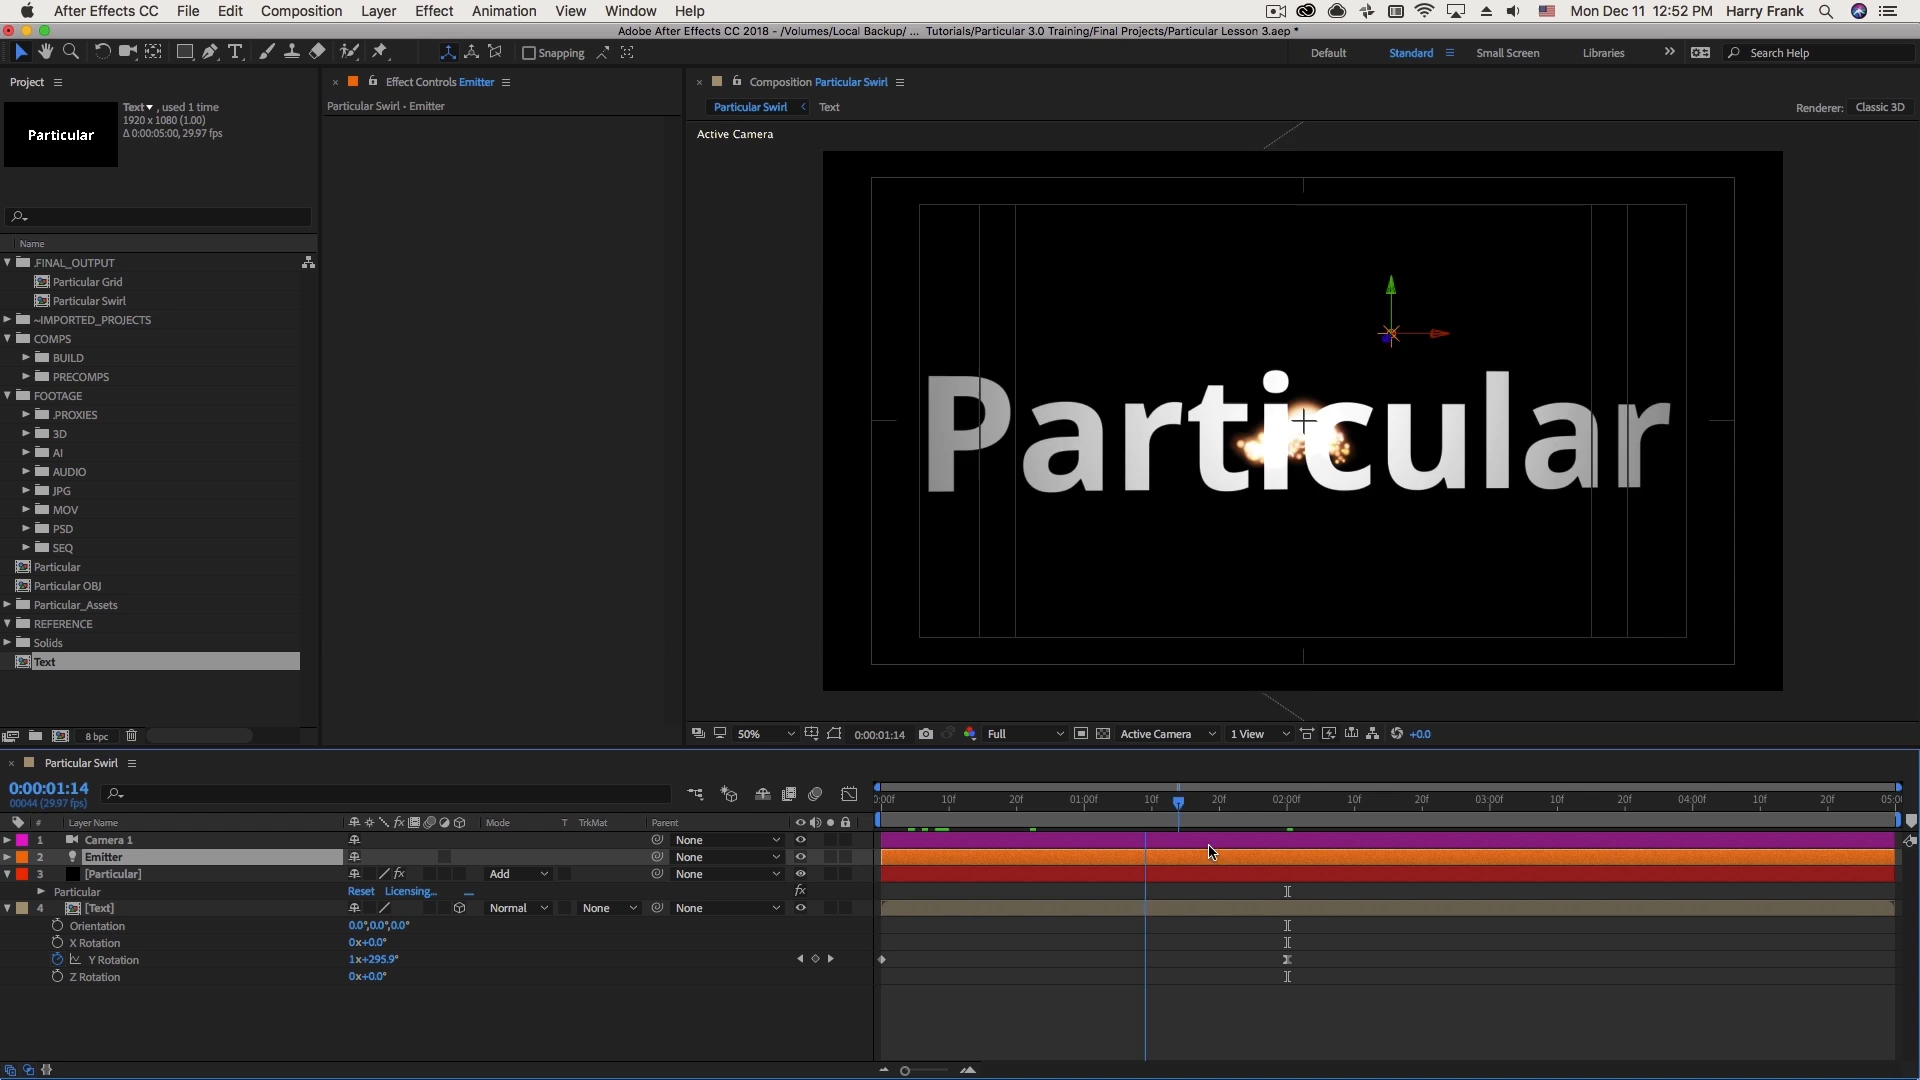 After Effects CC File Edit Composition Layer Effect Animation View Window Help Mon Dec 11 12:52 PM Harry Frank
Adobe After Effects CC 2018 - /Volumes/Local Backup/ ... Tutorials/Particular 3.0 Training/Final Projects/Particular Lesson 3.aep *
Snapping Default Standard Small Screen Libraries Search Help
Project
Effect Controls Emitter
Composition Particular Swirl
Text , used 1 time
1920 x 1080 (1.00)
Δ 0:00:05:00, 29.97 fps
Particular
Particular Swirl • Emitter
Particular Swirl Text
Renderer: Classic 3D
Active Camera
Name
.FINAL_OUTPUT
Particular Grid
Particular Swirl
~IMPORTED_PROJECTS
COMPS
BUILD
PRECOMPS
FOOTAGE
.PROXIES
3D
AI
AUDIO
JPG
MOV
PSD
SEQ
Particular
Particular OBJ
Particular_Assets
REFERENCE
Solids
Text
Particular
8 bpc
50% 0:00:01:14 Full Active Camera 1 View +0.0
Particular Swirl
0:00:01:14
00044 (29.97 fps)
0:00f 10f 20f 01:00f 10f 20f 02:00f 10f 20f 03:00f 10f 20f 04:00f 10f 20f 05:00
# Layer Name Mode T TrkMat Parent
1 Camera 1 None
2 Emitter None
3 [Particular] Add None
Particular Reset Licensing...
4 [Text] Normal None None
Orientation 0.0°,0.0°,0.0°
X Rotation 0x+0.0°
Y Rotation 1x+295.9°
Z Rotation 0x+0.0°